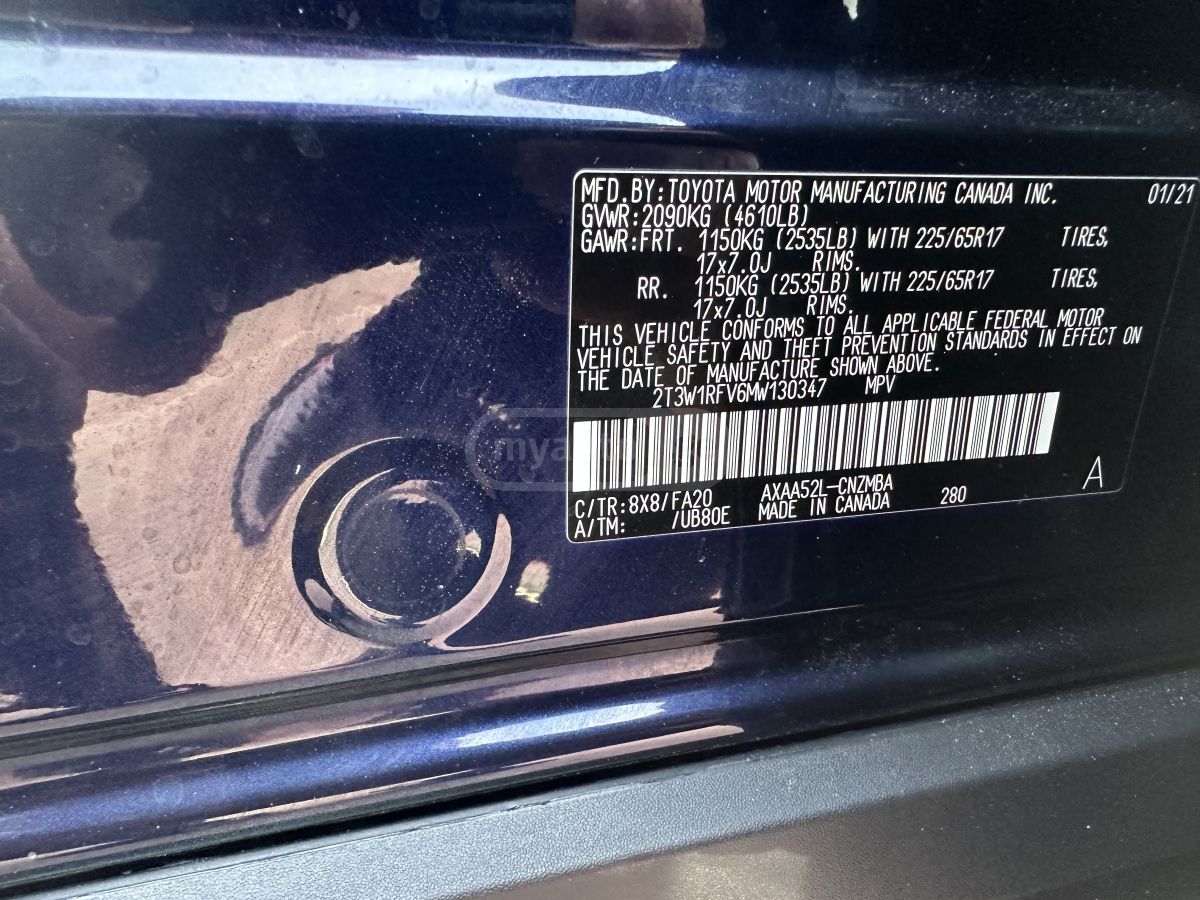 MFD.BY:TOYOTA MOTOR MANUFACTURING CANADA INC. 01/21
GVWR:2090KG (4610LB)
GAWR:FRT. 1150KG (2535LB) WITH 225/65R17 TIRES,
17x7.0J RIMS.
RR. 1150KG (2535LB) WITH 225/65R17 TIRES,
17x7.0J RIMS.
THIS VEHICLE CONFORMS TO ALL APPLICABLE FEDERAL MOTOR
VEHICLE SAFETY AND THEFT PREVENTION STANDARDS IN EFFECT ON
THE DATE OF MANUFACTURE SHOWN ABOVE.
2T3W1RFV6MW130347 MPV
C/TR:8X8/FA20 AXAA52L-CNZMBA 280 A
A/TM: /UB80E MADE IN CANADA